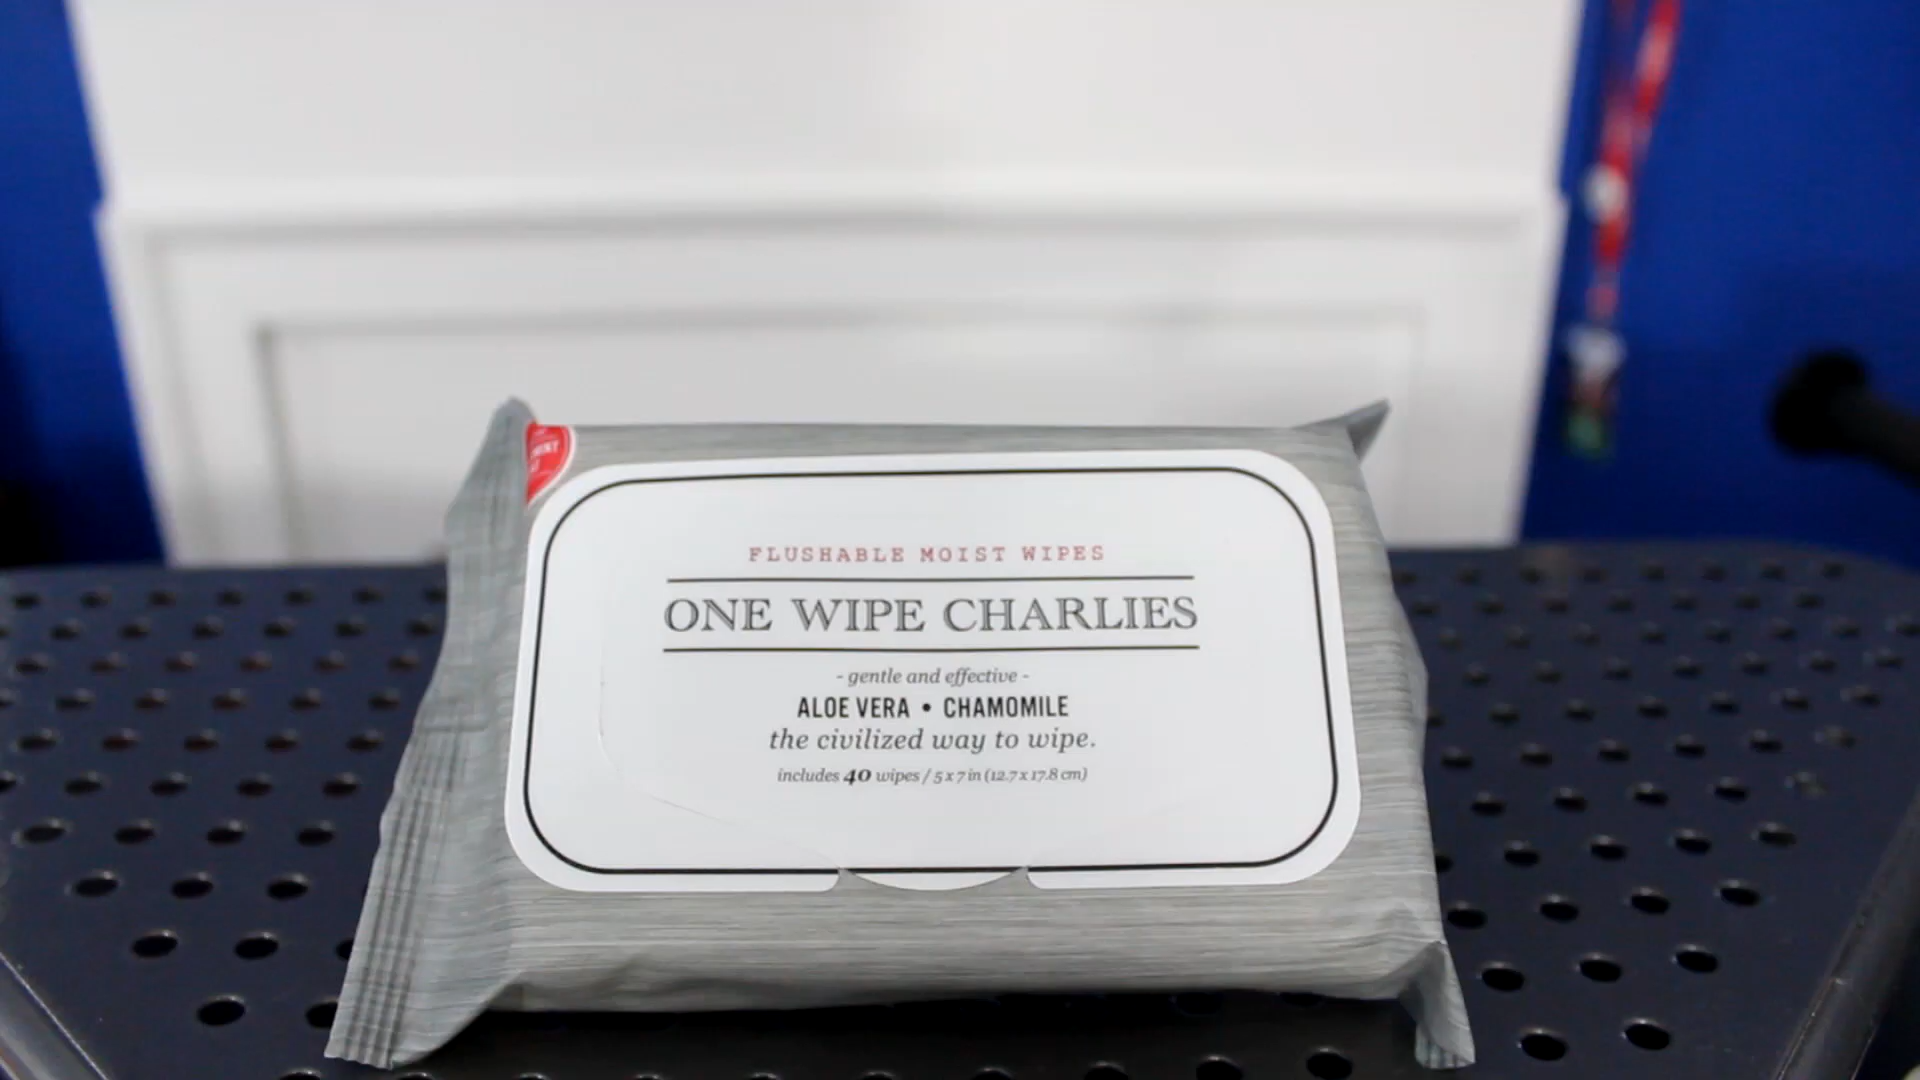 FLUSHABLE MOIST WIPES
ONE WIPE CHARLIES
- gentle and effective -
ALOE VERA • CHAMOMILE
the civilized way to wipe.
includes 40 wipes / 5 x 7 in (12.7 x 17.8 cm)